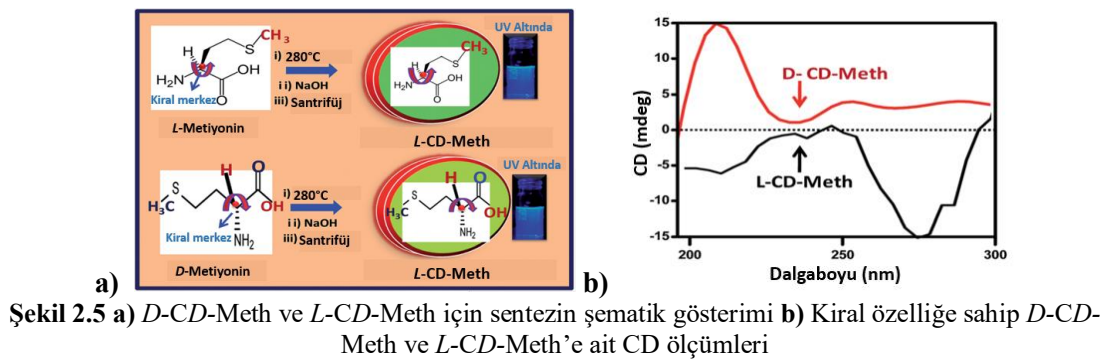 H
S
CH₃
H₂N
OH
O
Kiral merkez
L-Metiyonin
i) 280°C
ii) NaOH
iii) Santrifüj
S
CH₃
H
H₂N
OH
O
L-CD-Meth
UV Altında
H
O
S
H₃C
OH
NH₂
Kiral merkez
D-Metiyonin
i) 280°C
i ii) NaOH
iii) Santrifüj
H
O
S
H₃C
OH
NH₂
L-CD-Meth
UV Altında
a)
15
10
5
0
-5
-10
-15
CD (mdeg)
D- CD-Meth
L-CD-Meth
200
250
300
Dalgaboyu (nm)
b)
Şekil 2.5 a) D-CD-Meth ve L-CD-Meth için sentezin şematik gösterimi b) Kiral özelliğe sahip D-CD-
Meth ve L-CD-Meth’e ait CD ölçümleri